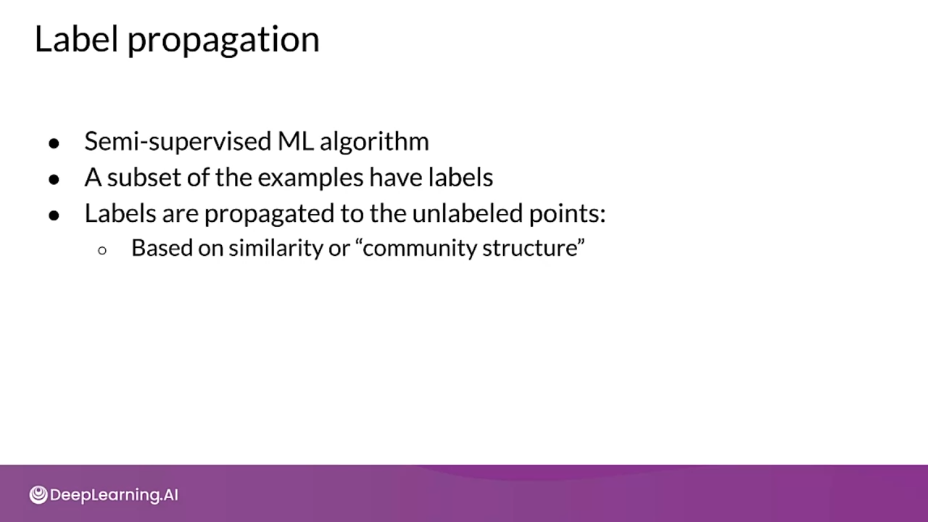 Label propagation
● Semi-supervised ML algorithm
● A subset of the examples have labels
● Labels are propagated to the unlabeled points:
○ Based on similarity or “community structure”
DeepLearning.AI